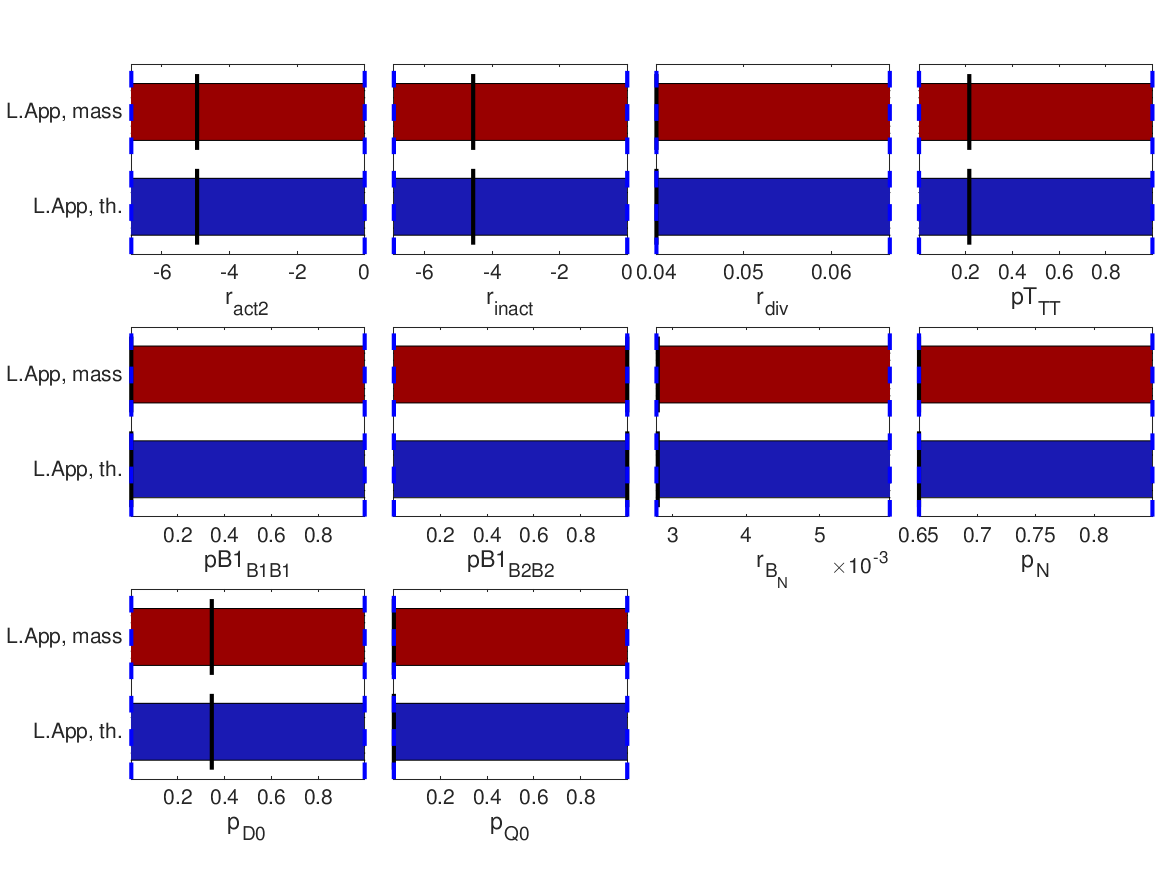 L.App, mass
L.App, th.
-6 -4 -2 0
r_act2
-6 -4 -2 0
r_inact
0.04 0.05 0.06
r_div
0.2 0.4 0.6 0.8
pT_TT
L.App, mass
L.App, th.
0.2 0.4 0.6 0.8
pB1_B1B1
0.2 0.4 0.6 0.8
pB1_B2B2
3 4 5
×10^-3
r_B_N
0.65 0.7 0.75 0.8
p_N
L.App, mass
L.App, th.
0.2 0.4 0.6 0.8
p_D0
0.2 0.4 0.6 0.8
p_Q0